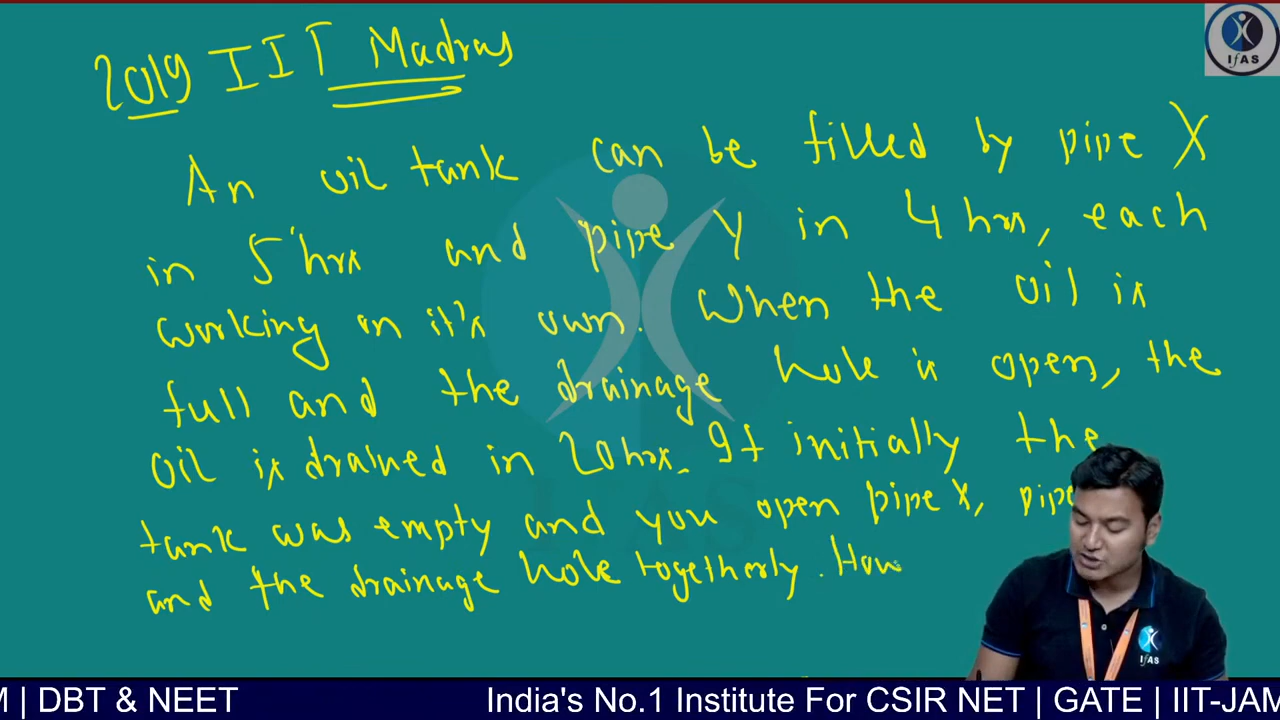 2019 IIT Madras
IfAS
An oil tank can be filled by pipe X
in 5 hrs and pipe Y in 4 hrs, each
working on it's own. When the oil is
full and the drainage hole is open, the
oil is drained in 20 hrs. If initially the
tank was empty and you open pipe X, pipe
and the drainage hole togetherly. How
IfAS
M | DBT & NEET India's No.1 Institute For CSIR NET | GATE | IIT-JAM